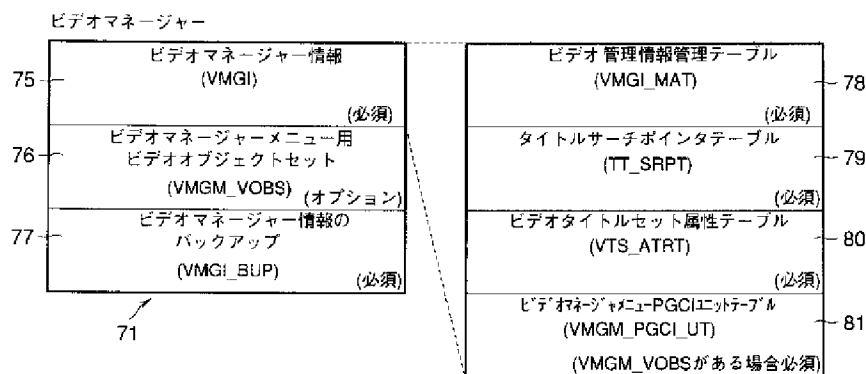 ビデオマネージャー
75
ビデオマネージャー情報
(VMGI)
(必須)
76
ビデオマネージャーメニュー用
ビデオオブジェクトセット
(VMGM_VOBS)
(オプション)
77
ビデオマネージャー情報の
バックアップ
(VMGI_BUP)
(必須)
71
ビデオ管理情報管理テーブル
(VMGI_MAT)
(必須)
78
タイトルサーチポインタテーブル
(TT_SRPT)
(必須)
79
ビデオタイトルセット属性テーブル
(VTS_ATRT)
(必須)
80
ビデオマネージャメニューPGCIユニットテーブル
(VMGM_PGCI_UT)
(VMGM_VOBSがある場合必須)
81